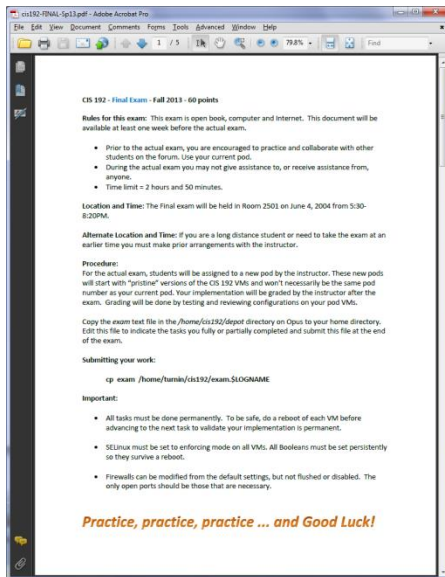 cis192-FINAL-Sp13.pdf - Adobe Acrobat Pro
File Edit View Document Comments Forms Tools Advanced Window Help
1 / 5 79.8% Find
CIS 192 - Final Exam - Fall 2013 - 60 points
Rules for this exam: This exam is open book, computer and Internet. This document will be
available at least one week before the actual exam.
• Prior to the actual exam, you are encouraged to practice and collaborate with other
students on the forum. Use your current pod.
• During the actual exam you may not give assistance to, or receive assistance from,
anyone.
• Time limit = 2 hours and 50 minutes.
Location and Time: The Final exam will be held in Room 2501 on June 4, 2004 from 5:30-
8:20PM.
Alternate Location and Time: If you are a long distance student or need to take the exam at an
earlier time you must make prior arrangements with the instructor.
Procedure:
For the actual exam, students will be assigned to a new pod by the instructor. These new pods
will start with "pristine" versions of the CIS 192 VMs and won't necessarily be the same pod
number as your current pod. Your implementation will be graded by the instructor after the
exam. Grading will be done by testing and reviewing configurations on your pod VMs.
Copy the exam text file in the /home/cis192/depot directory on Opus to your home directory.
Edit this file to indicate the tasks you fully or partially completed and submit this file at the end
of the exam.
Submitting your work:
cp exam /home/turnin/cis192/exam.$LOGNAME
Important:
• All tasks must be done permanently. To be safe, do a reboot of each VM before
advancing to the next task to validate your implementation is permanent.
• SELinux must be set to enforcing mode on all VMs. All Booleans must be set persistently
so they survive a reboot.
• Firewalls can be modified from the default settings, but not flushed or disabled. The
only open ports should be those that are necessary.
Practice, practice, practice ... and Good Luck!